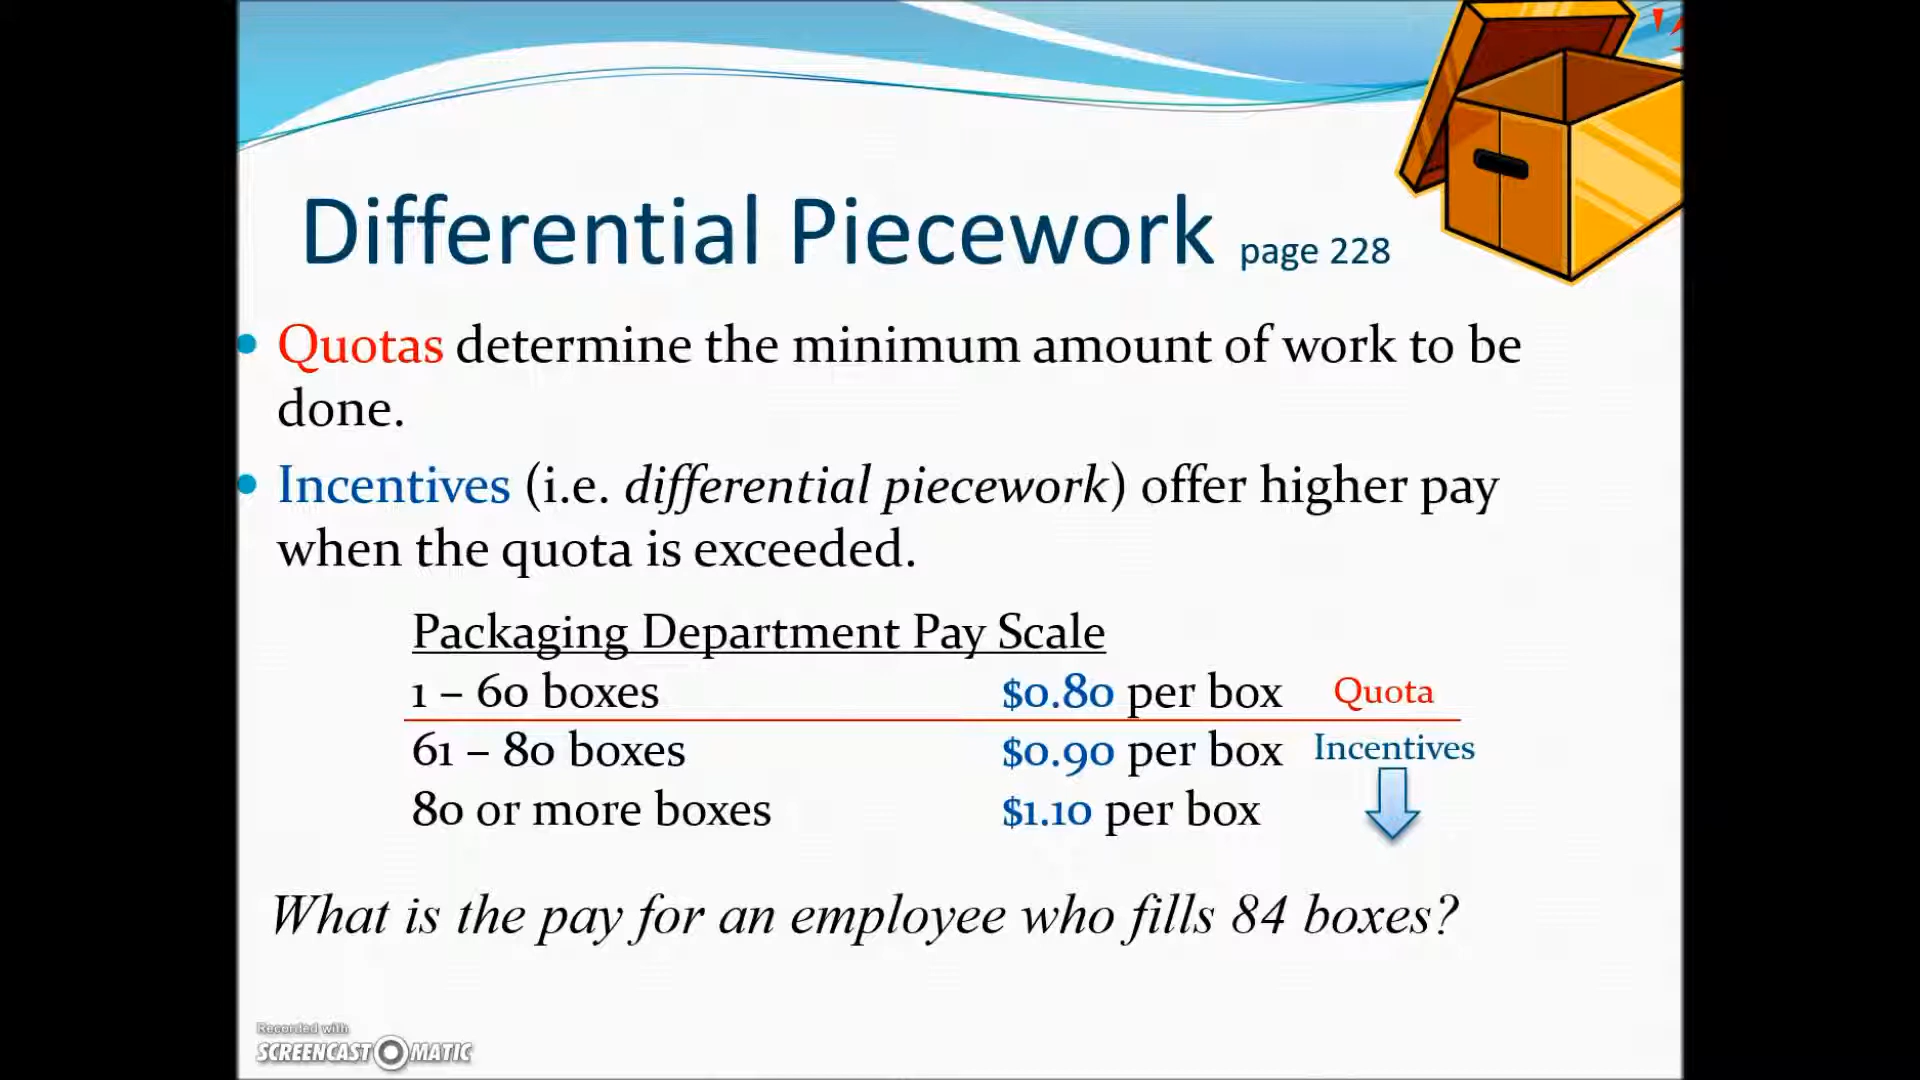 Differential Piecework page 228
Quotas determine the minimum amount of work to be
done.
Incentives (i.e. differential piecework) offer higher pay
when the quota is exceeded.
Packaging Department Pay Scale
1 – 60 boxes $0.80 per box Quota
61 – 80 boxes $0.90 per box Incentives
80 or more boxes $1.10 per box
What is the pay for an employee who fills 84 boxes?
Recorded with
SCREENCAST MATIC